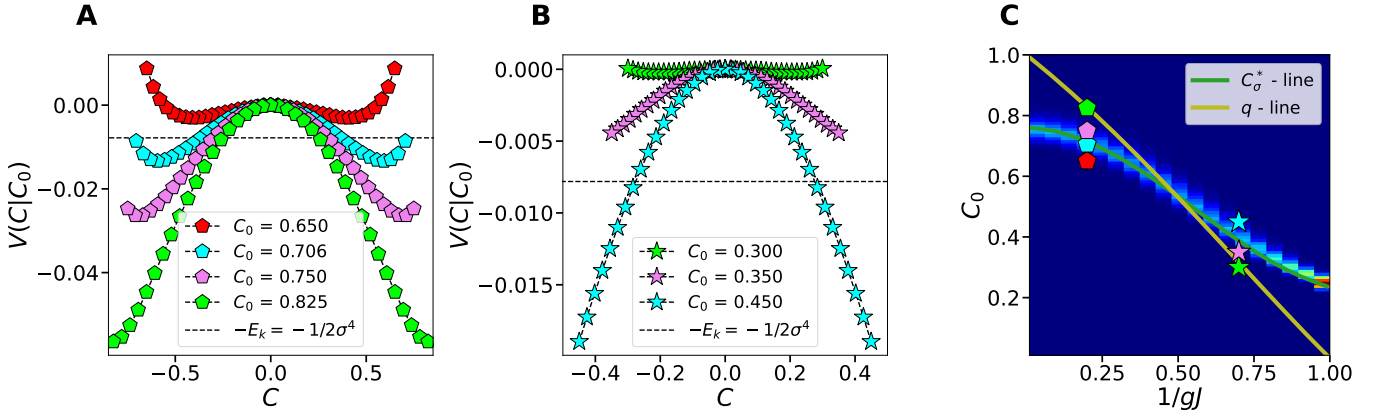 A
V(C|C₀)
0.00
−0.02
−0.04
C₀ = 0.650
C₀ = 0.706
C₀ = 0.750
C₀ = 0.825
−Eₖ = − 1/2σ⁴
−0.5
0.0
0.5
C
B
V(C|C₀)
0.000
−0.005
−0.010
−0.015
C₀ = 0.300
C₀ = 0.350
C₀ = 0.450
−Eₖ = − 1/2σ⁴
−0.4
−0.2
0.0
0.2
0.4
C
C
C₀
1.0
0.8
0.6
0.4
0.2
C*σ - line
q - line
0.25
0.50
0.75
1.00
1/gJ